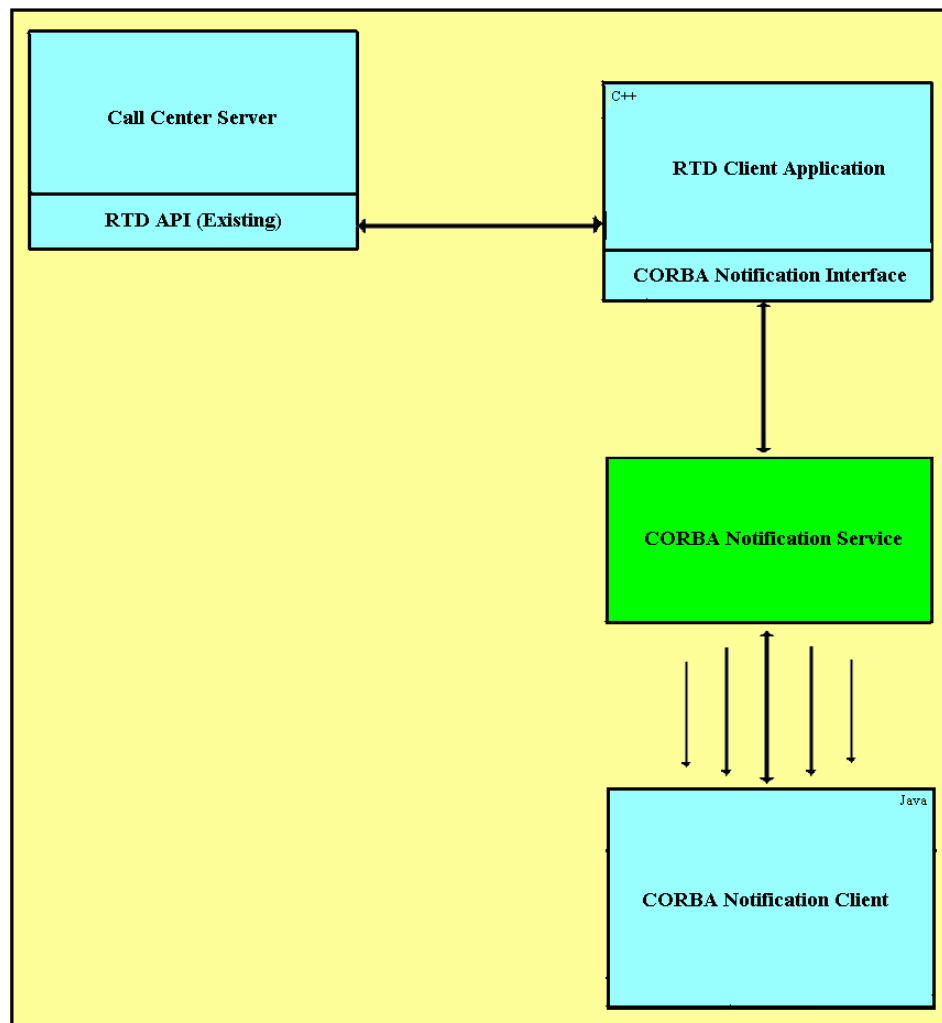 Call Center Server
RTD API (Existing)
C++
RTD Client Application
CORBA Notification Interface
CORBA Notification Service
Java
CORBA Notification Client